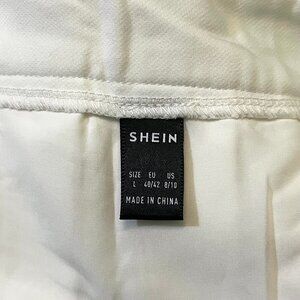 SHEIN
SIZE EU US
L 40/42 8/10
MADE IN CHINA